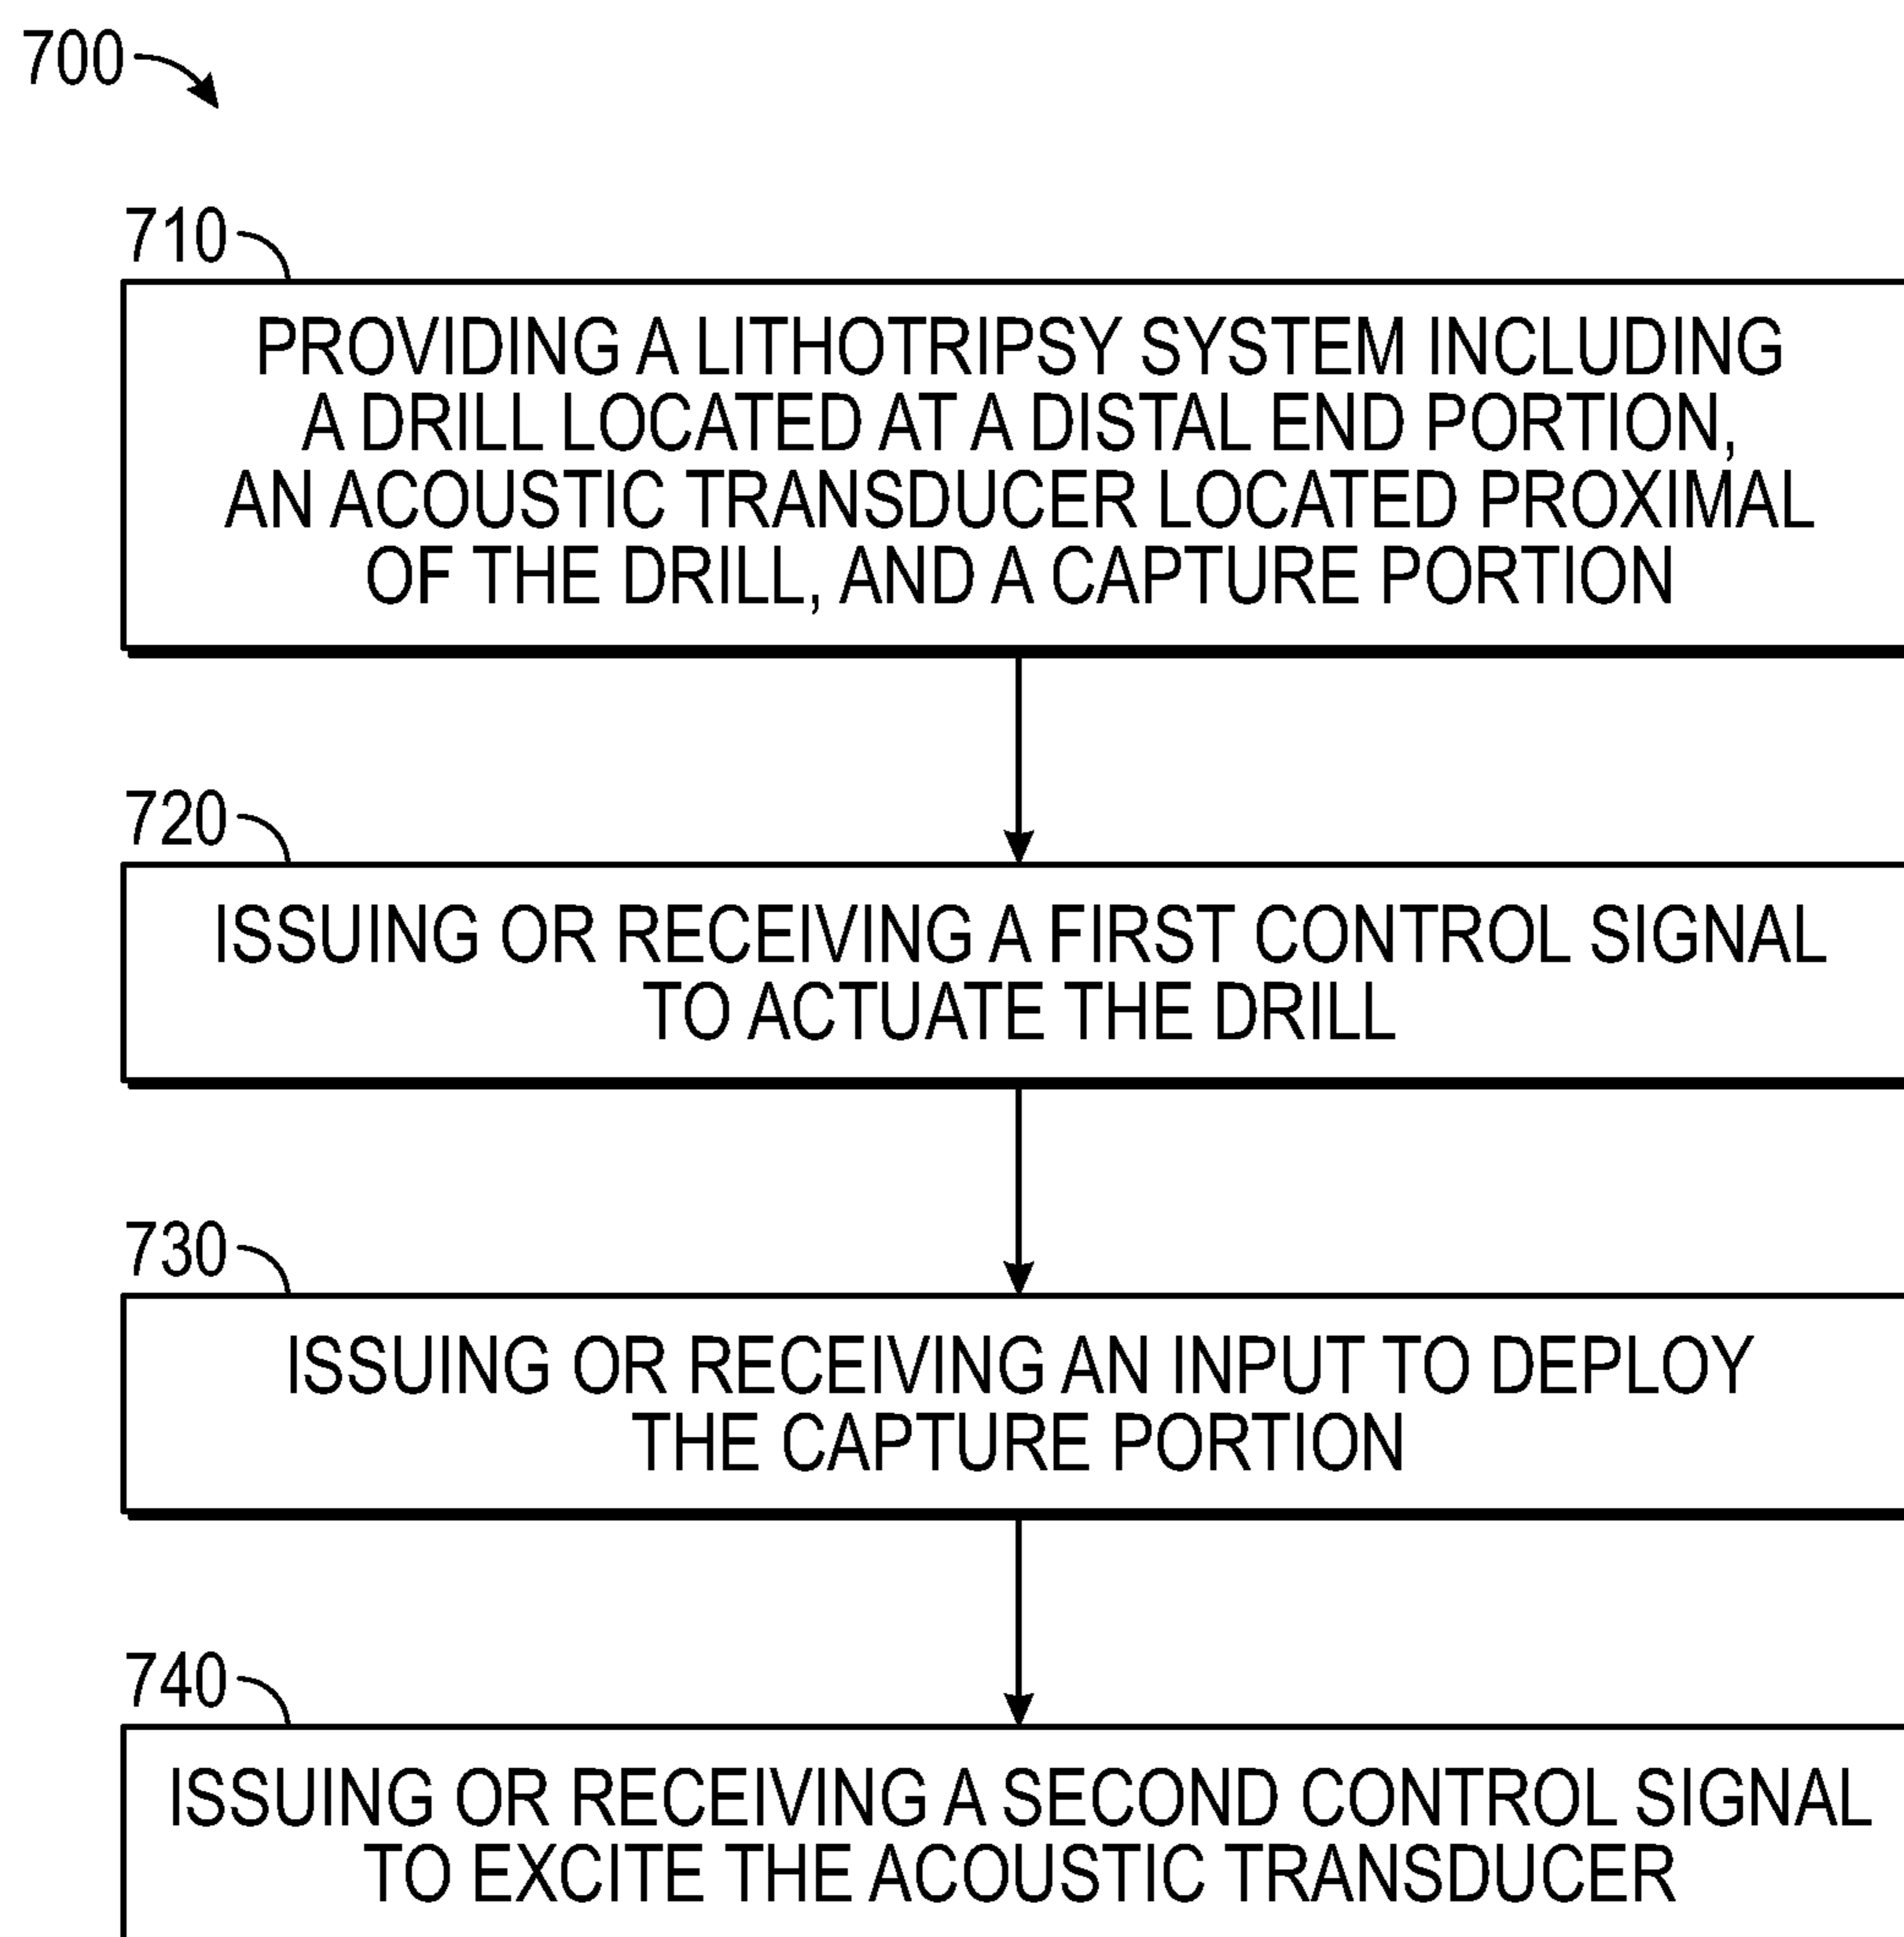 700
710
PROVIDING A LITHOTRIPSY SYSTEM INCLUDING
A DRILL LOCATED AT A DISTAL END PORTION,
AN ACOUSTIC TRANSDUCER LOCATED PROXIMAL
OF THE DRILL, AND A CAPTURE PORTION
720
ISSUING OR RECEIVING A FIRST CONTROL SIGNAL
TO ACTUATE THE DRILL
730
ISSUING OR RECEIVING AN INPUT TO DEPLOY
THE CAPTURE PORTION
740
ISSUING OR RECEIVING A SECOND CONTROL SIGNAL
TO EXCITE THE ACOUSTIC TRANSDUCER